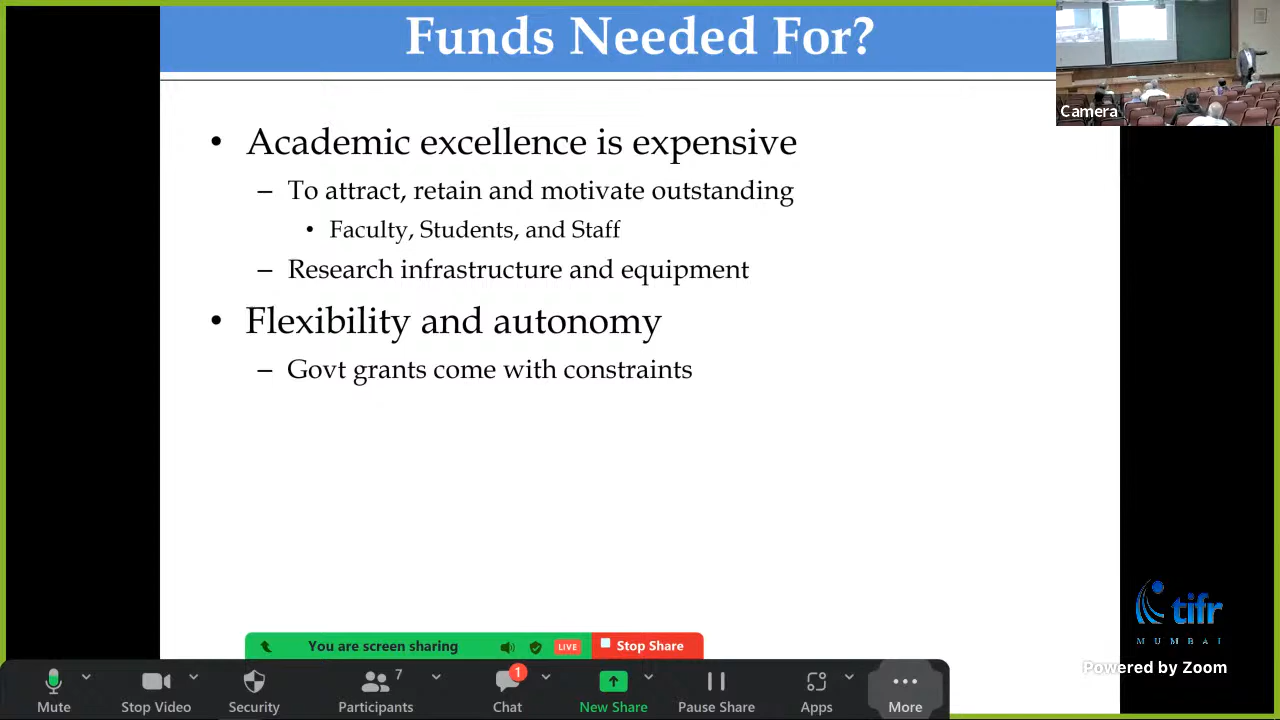 Funds Needed For?
Camera
• Academic excellence is expensive
– To attract, retain and motivate outstanding
• Faculty, Students, and Staff
– Research infrastructure and equipment
• Flexibility and autonomy
– Govt grants come with constraints
tifr
MUMBAI
Powered by Zoom
You are screen sharing LIVE Stop Share
7 1
Mute Stop Video Security Participants Chat New Share Pause Share Apps More